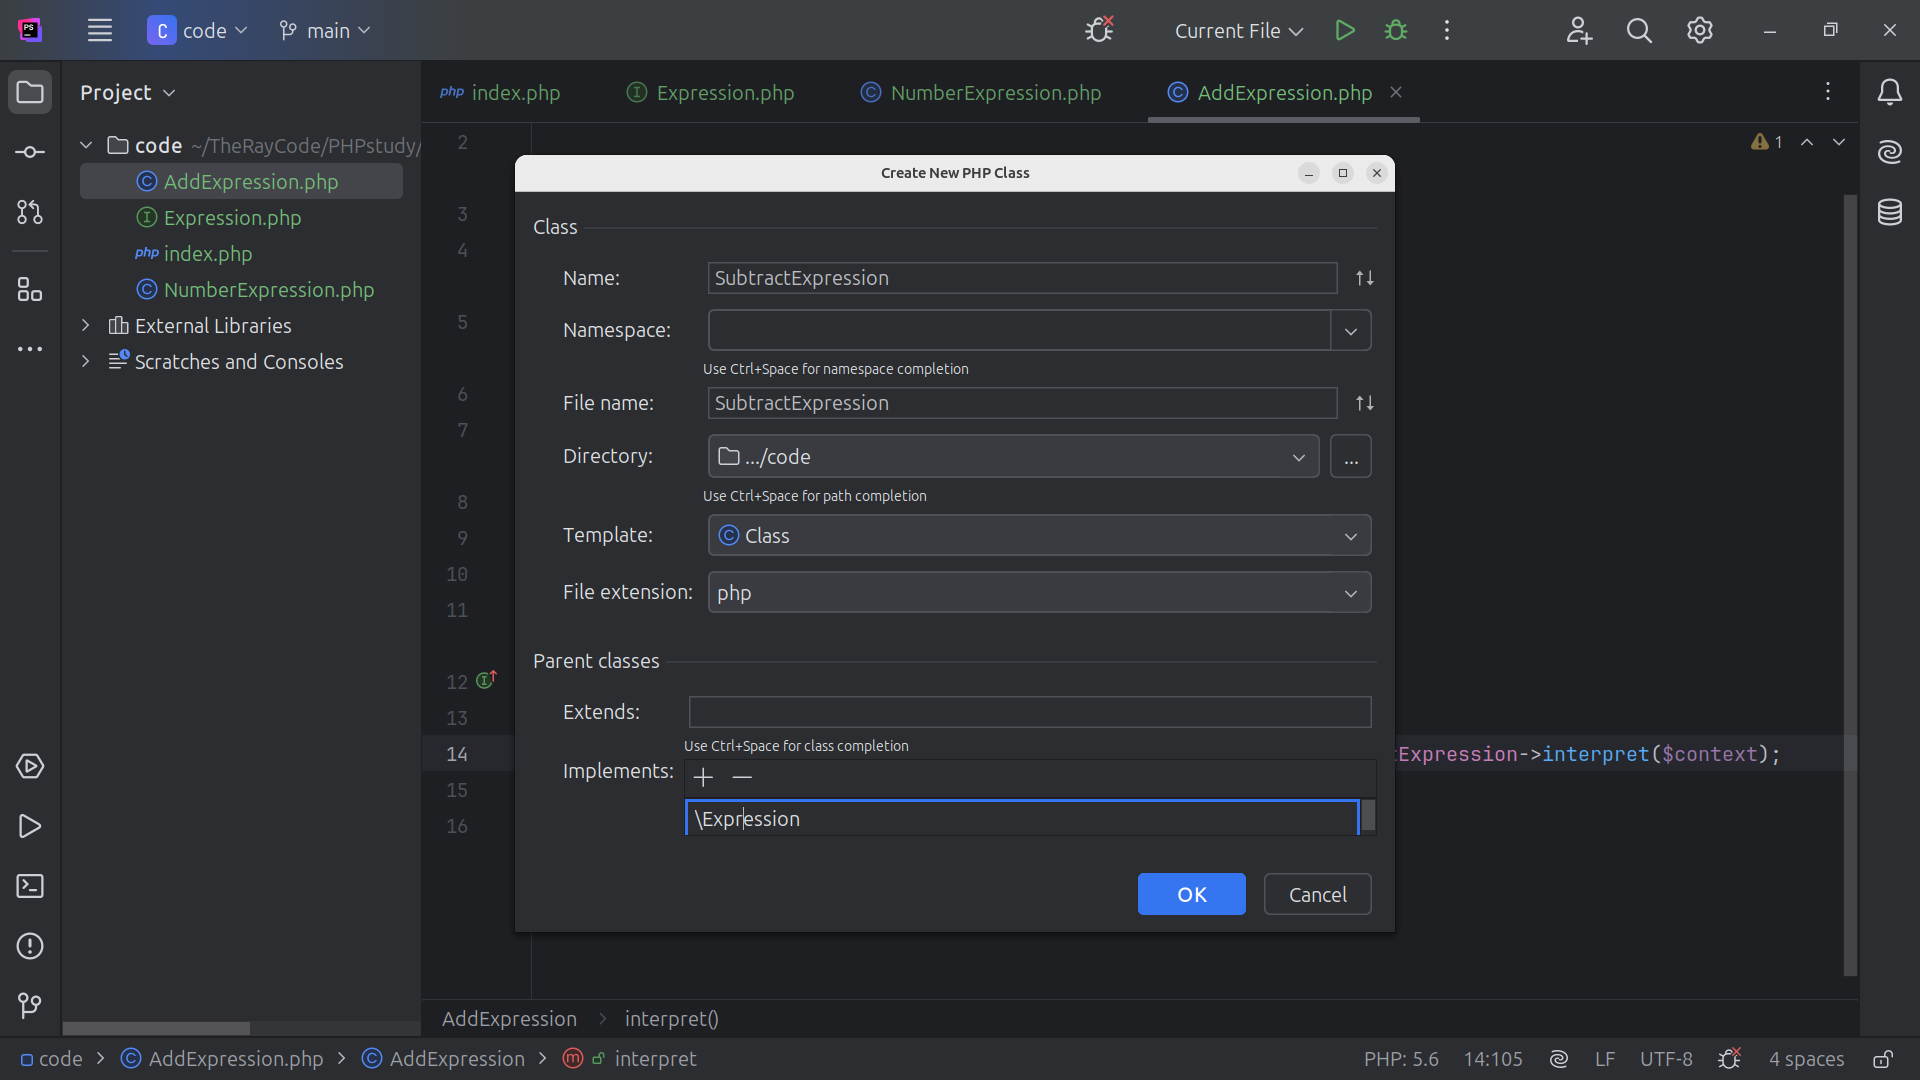 PS
C code
main
Current File
Project
php index.php
Expression.php
NumberExpression.php
AddExpression.php
code ~/TheRayCode/PHPstudy/
AddExpression.php
Expression.php
php index.php
NumberExpression.php
External Libraries
Scratches and Consoles
1
2
3
4
5
6
7
8
9
10
11
12
13
14
15
16
Expression->interpret($context);
Create New PHP Class
Class
Name:
SubtractExpression
Namespace:
Use Ctrl+Space for namespace completion
File name:
SubtractExpression
Directory:
.../code
...
Use Ctrl+Space for path completion
Template:
Class
File extension:
php
Parent classes
Extends:
Use Ctrl+Space for class completion
Implements:
\Expression
OK
Cancel
AddExpression > interpret()
code > AddExpression.php > AddExpression > interpret
PHP: 5.6
14:105
LF
UTF-8
4 spaces